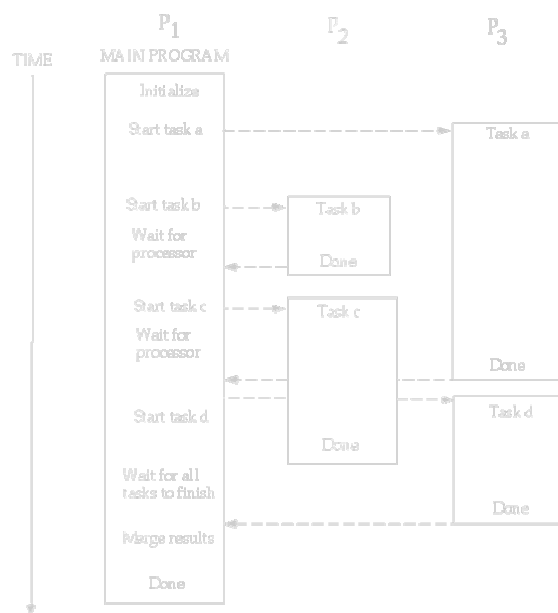 P1
P2
P3
TIME
MAIN PROGRAM
Initialize
Start task a
Task a
Start task b
Task b
Wait for
processor
Done
Start task c
Task c
Wait for
processor
Done
Start task d
Task d
Done
Wait for all
tasks to finish
Done
Merge results
Done